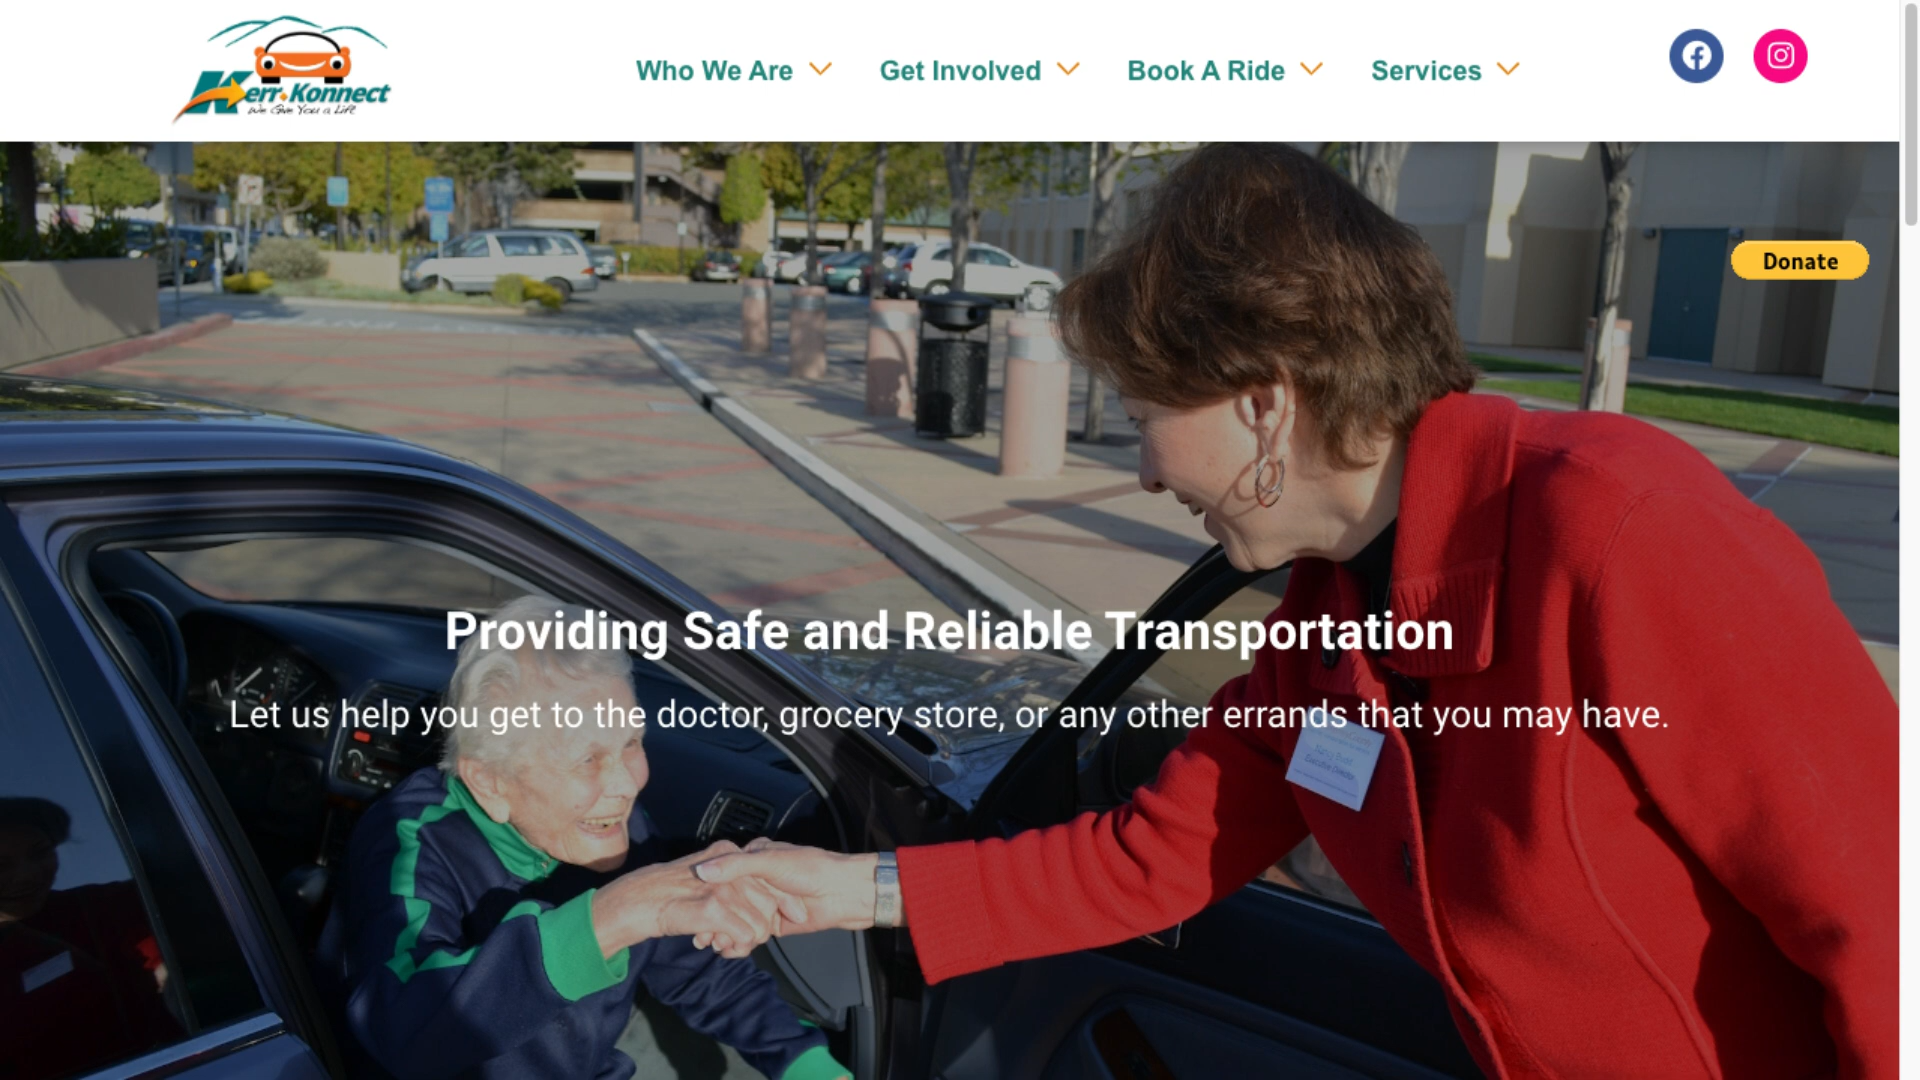 Kerr Konnect
We Give You a Lift
Who We Are
Get Involved
Book A Ride
Services
Donate
Providing Safe and Reliable Transportation
Let us help you get to the doctor, grocery store, or any other errands that you may have.
Executive Director